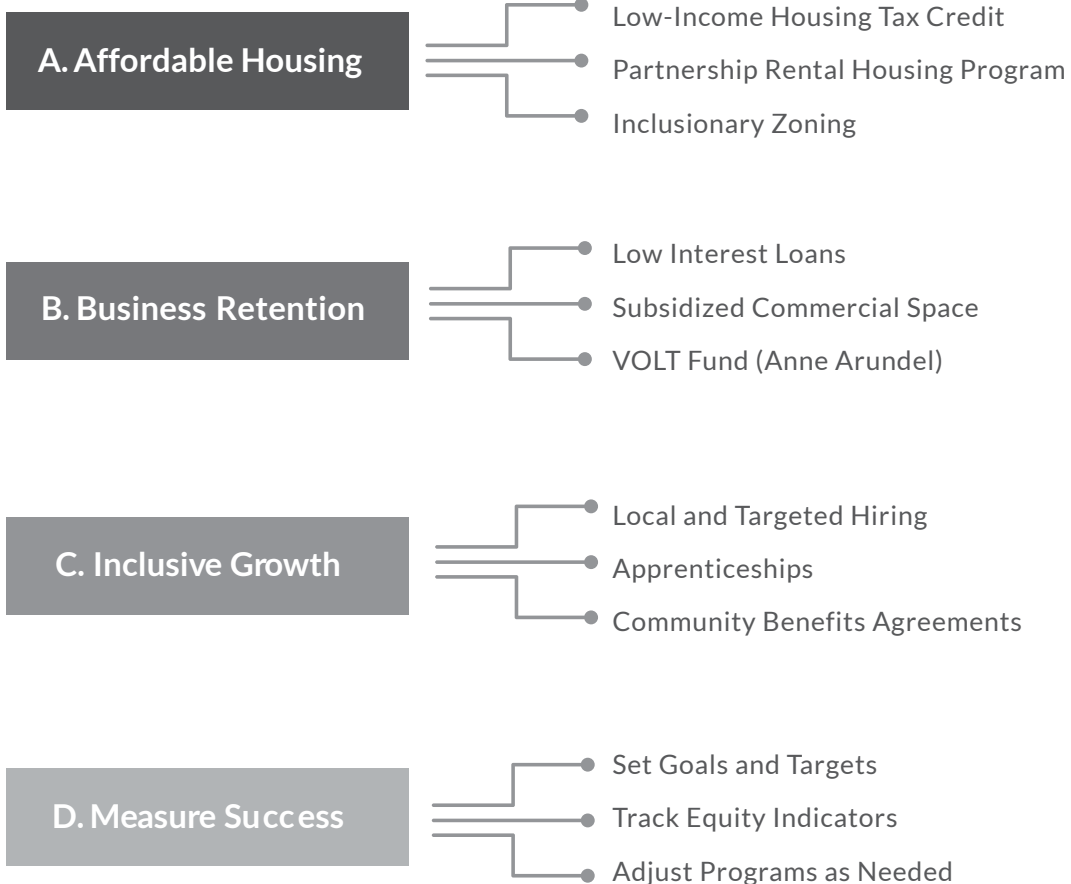 A. Affordable Housing
Low-Income Housing Tax Credit
Partnership Rental Housing Program
Inclusionary Zoning
B. Business Retention
Low Interest Loans
Subsidized Commercial Space
VOLT Fund (Anne Arundel)
C. Inclusive Growth
Local and Targeted Hiring
Apprenticeships
Community Benefits Agreements
D. Measure Success
Set Goals and Targets
Track Equity Indicators
Adjust Programs as Needed